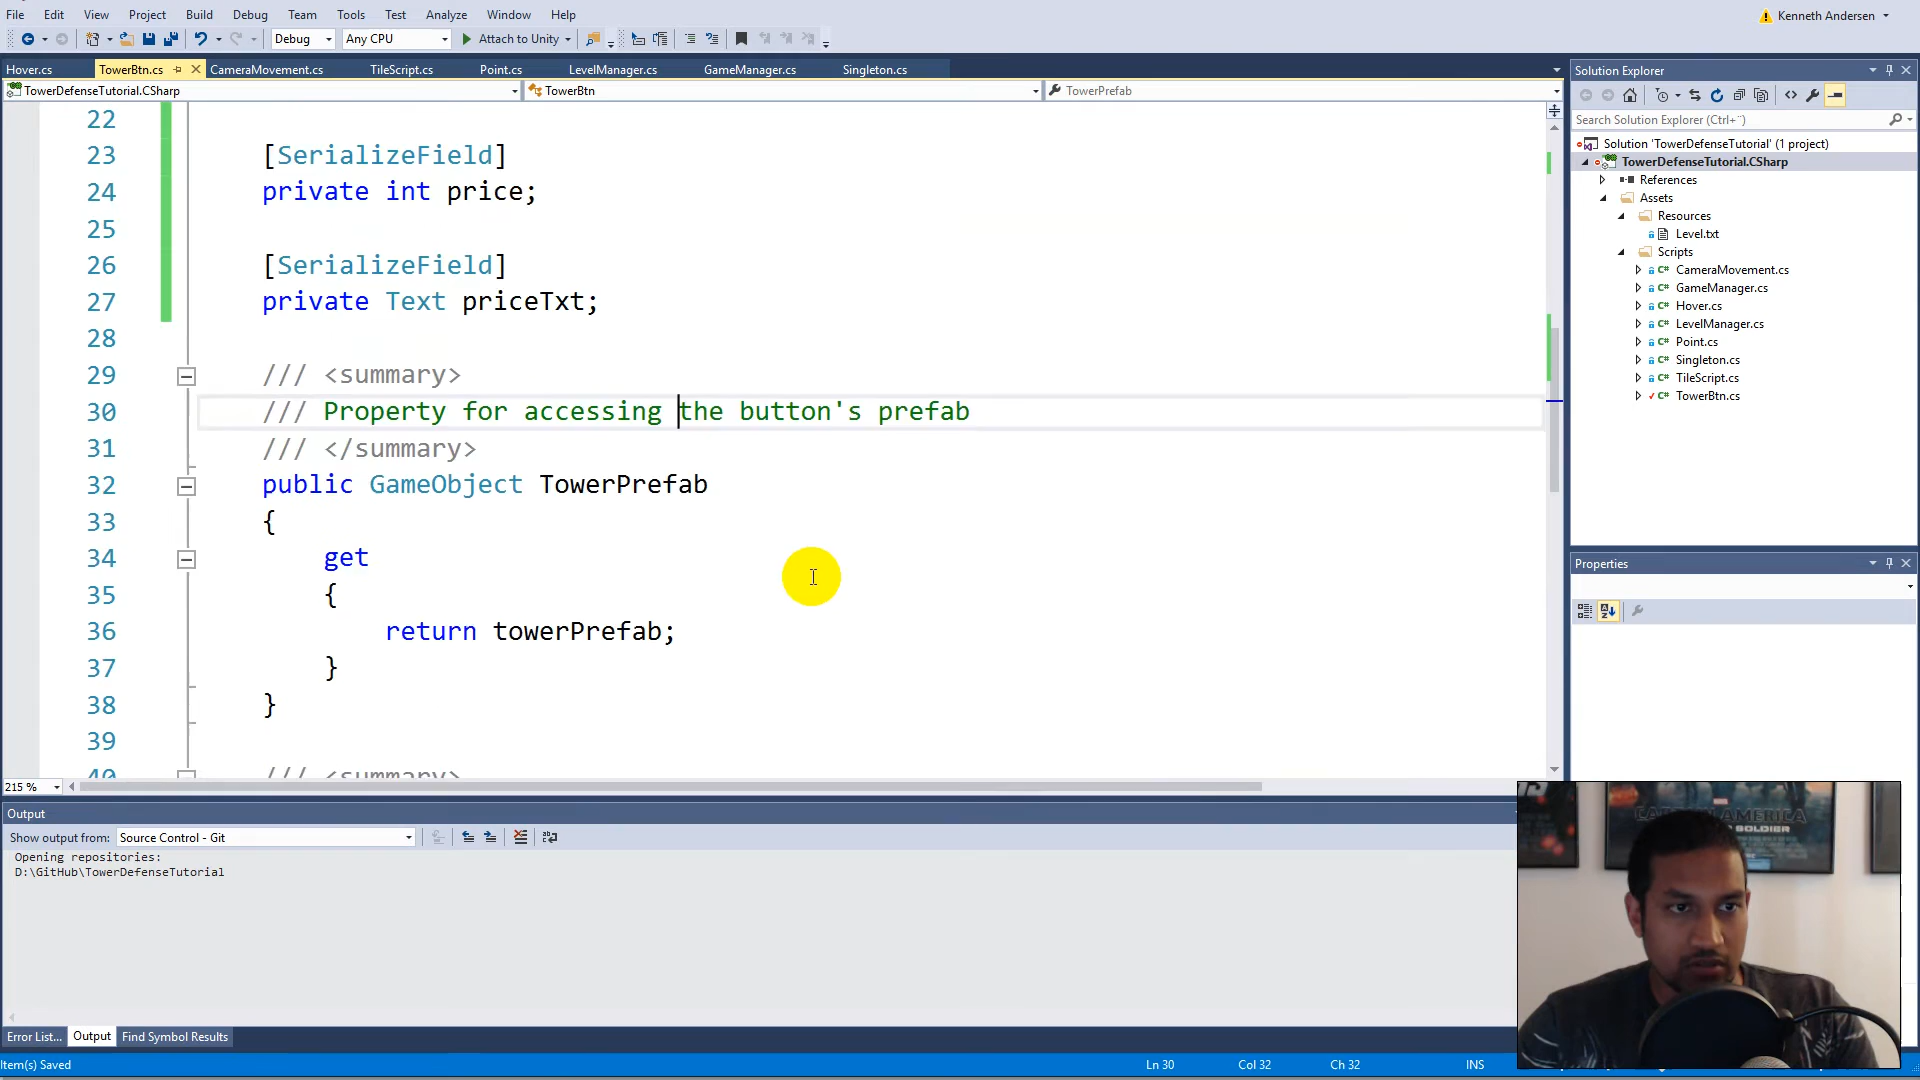 File Edit View Project Build Debug Team Tools Test Analyze Window Help
Kenneth Andersen
Debug Any CPU Attach to Unity
Hover.cs TowerBtn.cs CameraMovement.cs TileScript.cs Point.cs LevelManager.cs GameManager.cs Singleton.cs
TowerDefenseTutorial.CSharp TowerBtn TowerPrefab
22
23 [SerializeField]
24 private int price;
25
26 [SerializeField]
27 private Text priceTxt;
28
29 /// <summary>
30 /// Property for accessing the button's prefab
31 /// </summary>
32 public GameObject TowerPrefab
33 {
34 get
35 {
36 return towerPrefab;
37 }
38 }
39
40 /// <summary>
215 %
Solution Explorer
Search Solution Explorer (Ctrl+¨)
Solution 'TowerDefenseTutorial' (1 project)
TowerDefenseTutorial.CSharp
References
Assets
Resources
Level.txt
Scripts
C# CameraMovement.cs
C# GameManager.cs
C# Hover.cs
C# LevelManager.cs
C# Point.cs
C# Singleton.cs
C# TileScript.cs
C# TowerBtn.cs
Properties
Output
Show output from: Source Control - Git
Opening repositories:
D:\GitHub\TowerDefenseTutorial
MARVEL
CAPTAIN AMERICA
SOLDIER
Error List... Output Find Symbol Results
Item(s) Saved Ln 30 Col 32 Ch 32 INS